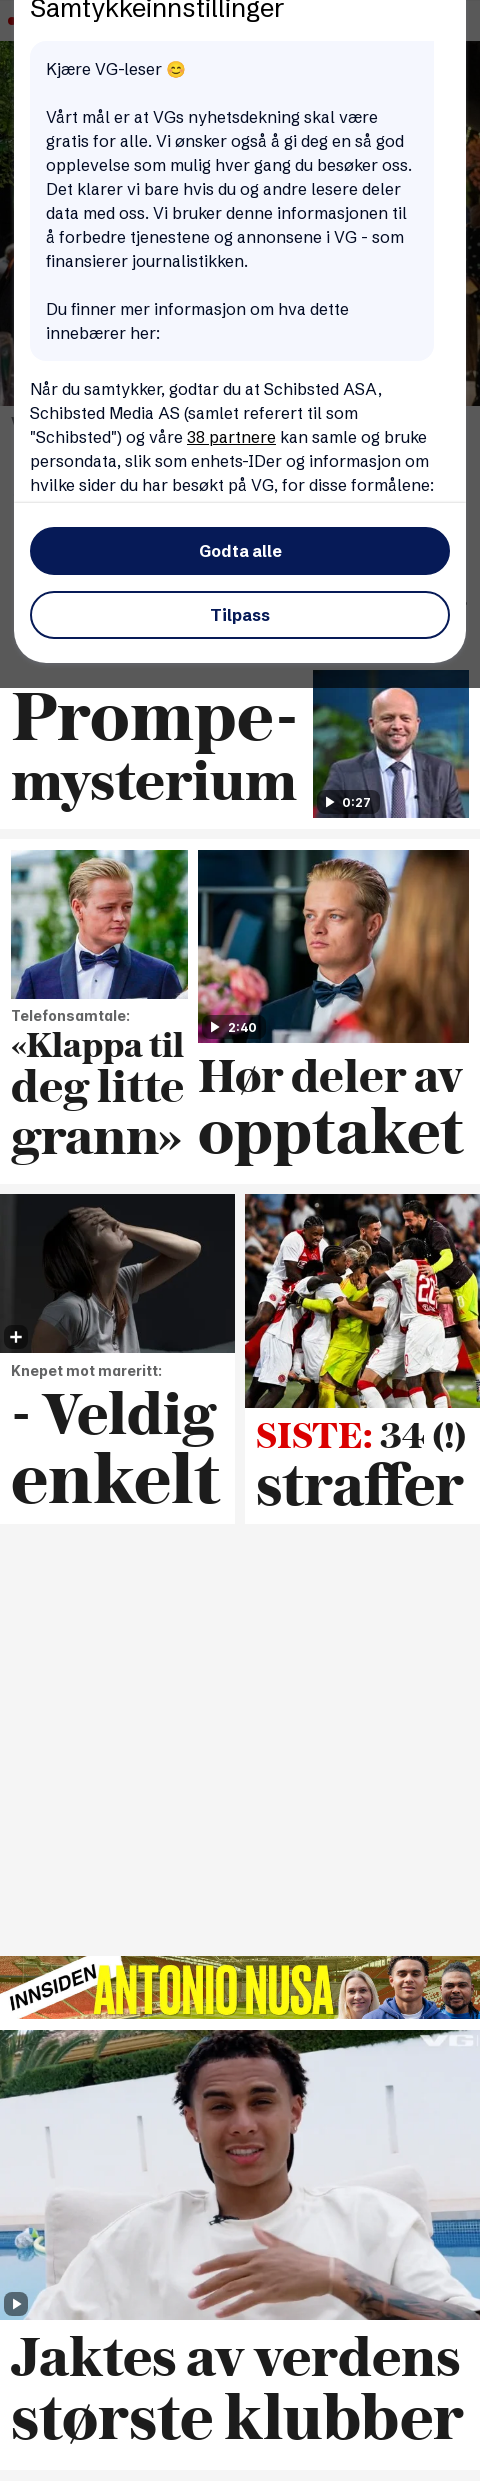 Samtykkeinnstillinger
Kjære VG-leser 😊
Vårt mål er at VGs nyhetsdekning skal være
gratis for alle. Vi ønsker også å gi deg en så god
opplevelse som mulig hver gang du besøker oss.
Det klarer vi bare hvis du og andre lesere deler
data med oss. Vi bruker denne informasjonen til
å forbedre tjenestene og annonsene i VG - som
finansierer journalistikken.
Du finner mer informasjon om hva dette
innebærer her:
Når du samtykker, godtar du at Schibsted ASA,
Schibsted Media AS (samlet referert til som
"Schibsted") og våre 38 partnere kan samle og bruke
persondata, slik som enhets-IDer og informasjon om
hvilke sider du har besøkt på VG, for disse formålene:
Godta alle
Tilpass
Prompe-
mysterium
0:27
2:40
Telefonsamtale:
«Klappa til
deg litte
grann»
Hør deler av
opptaket
Knepet mot mareritt:
- Veldig
enkelt
SISTE: 34 (!)
straffer
INNSIDEN
ANTONIO NUSA
VG
Jaktes av verdens
største klubber